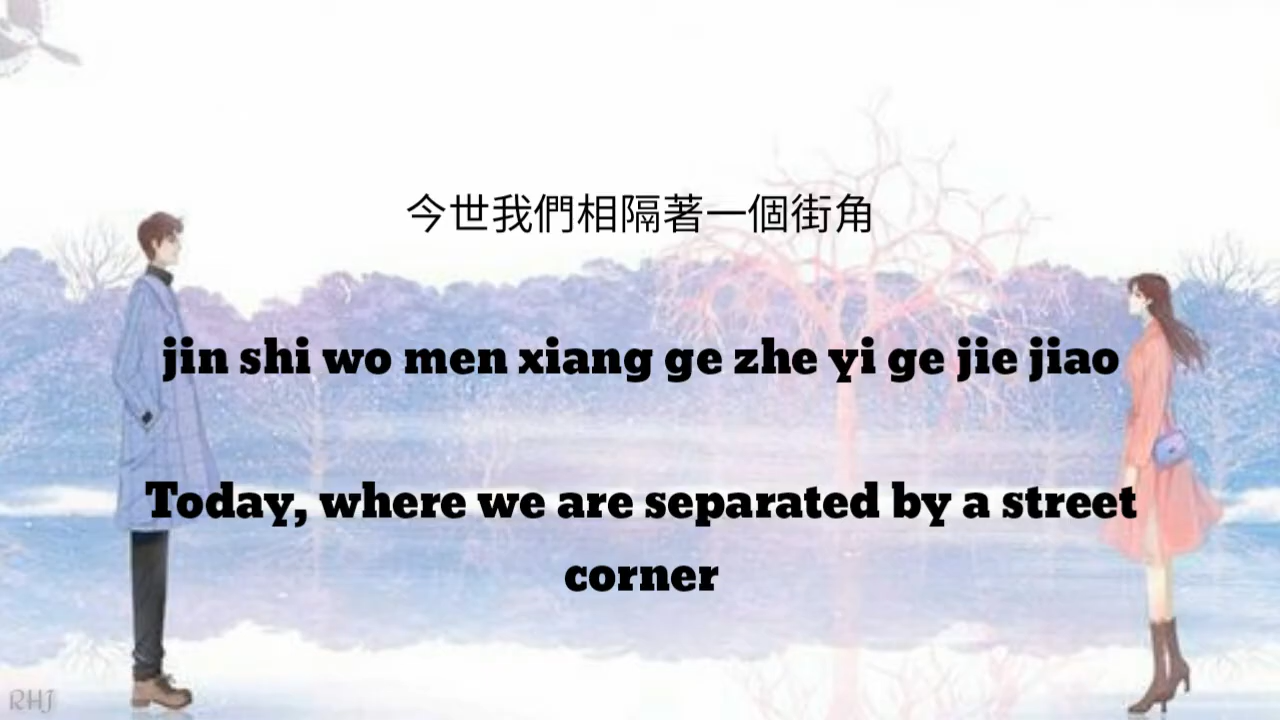 今世我們相隔著一個街角
jin shi wo men xiang ge zhe yi ge jie jiao
Today, where we are separated by a street
corner
RHJ